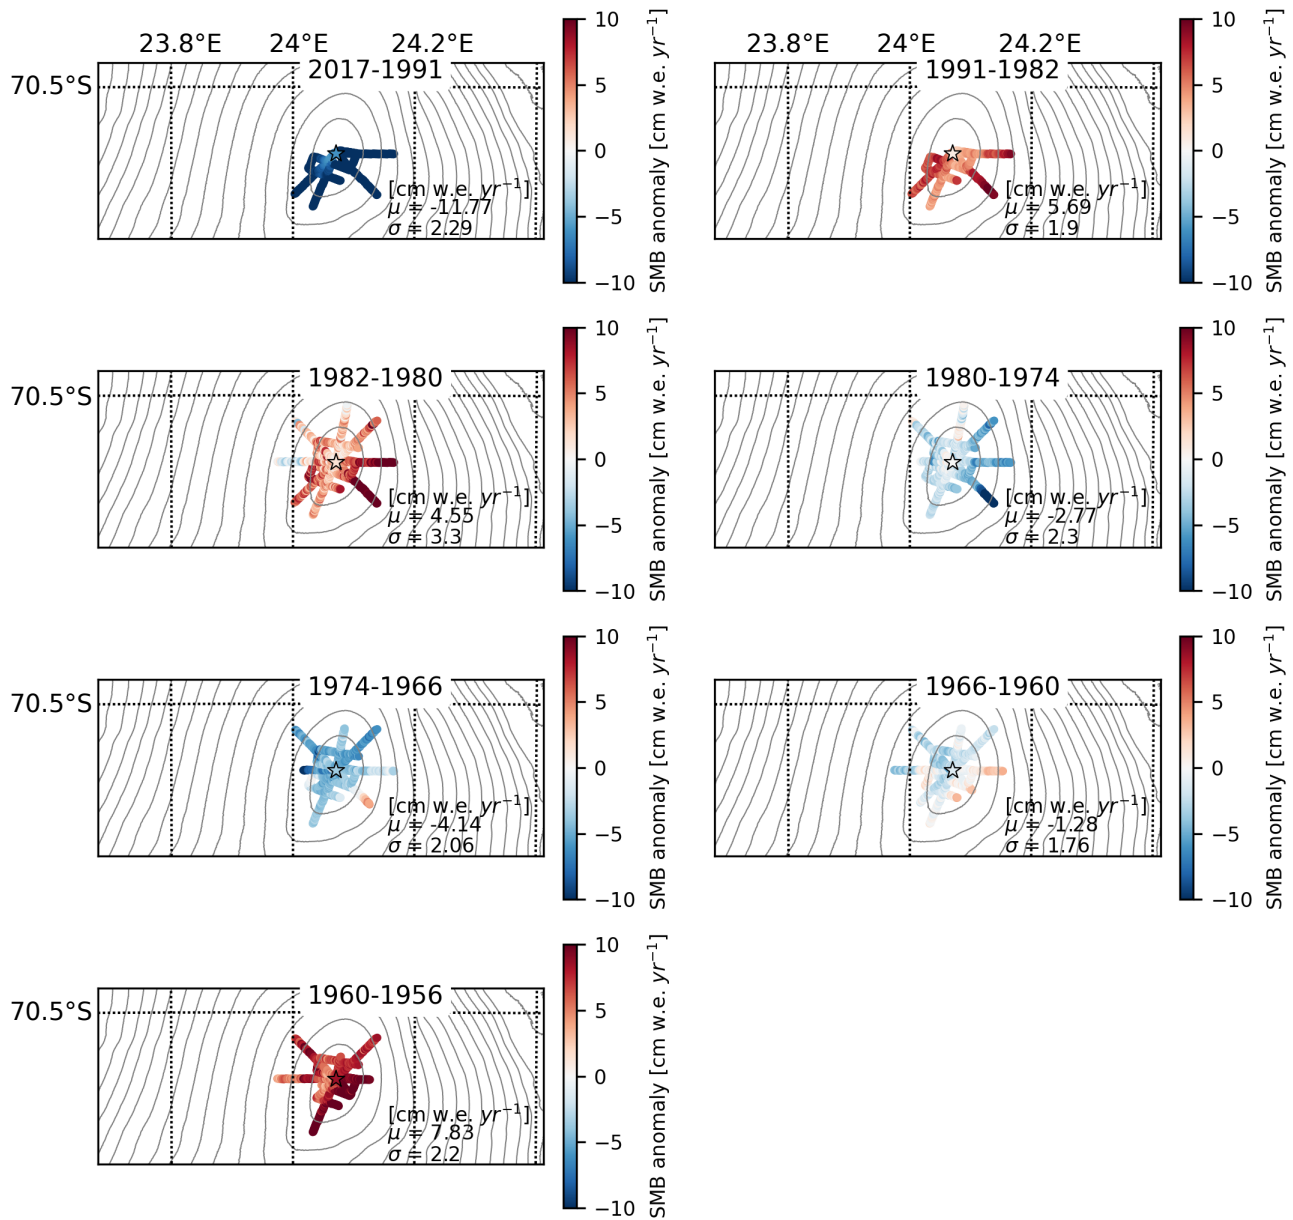 23.8°E 24°E 24.2°E
2017-1991
70.5°S
[cm w.e. yr⁻¹]
μ = -11.77
σ = 2.29
10
5
0
−5
−10
SMB anomaly [cm w.e. yr⁻¹]
23.8°E 24°E 24.2°E
1991-1982
[cm w.e. yr⁻¹]
μ = 5.69
σ = 1.9
10
5
0
−5
−10
SMB anomaly [cm w.e. yr⁻¹]
1982-1980
70.5°S
[cm w.e. yr⁻¹]
μ = 4.55
σ = 3.3
10
5
0
−5
−10
SMB anomaly [cm w.e. yr⁻¹]
1980-1974
[cm w.e. yr⁻¹]
μ = -2.77
σ = 2.3
10
5
0
−5
−10
SMB anomaly [cm w.e. yr⁻¹]
1974-1966
70.5°S
[cm w.e. yr⁻¹]
μ = -4.14
σ = 2.06
10
5
0
−5
−10
SMB anomaly [cm w.e. yr⁻¹]
1966-1960
[cm w.e. yr⁻¹]
μ = -1.28
σ = 1.76
10
5
0
−5
−10
SMB anomaly [cm w.e. yr⁻¹]
1960-1956
70.5°S
[cm w.e. yr⁻¹]
μ = 7.83
σ = 2.2
10
5
0
−5
−10
SMB anomaly [cm w.e. yr⁻¹]